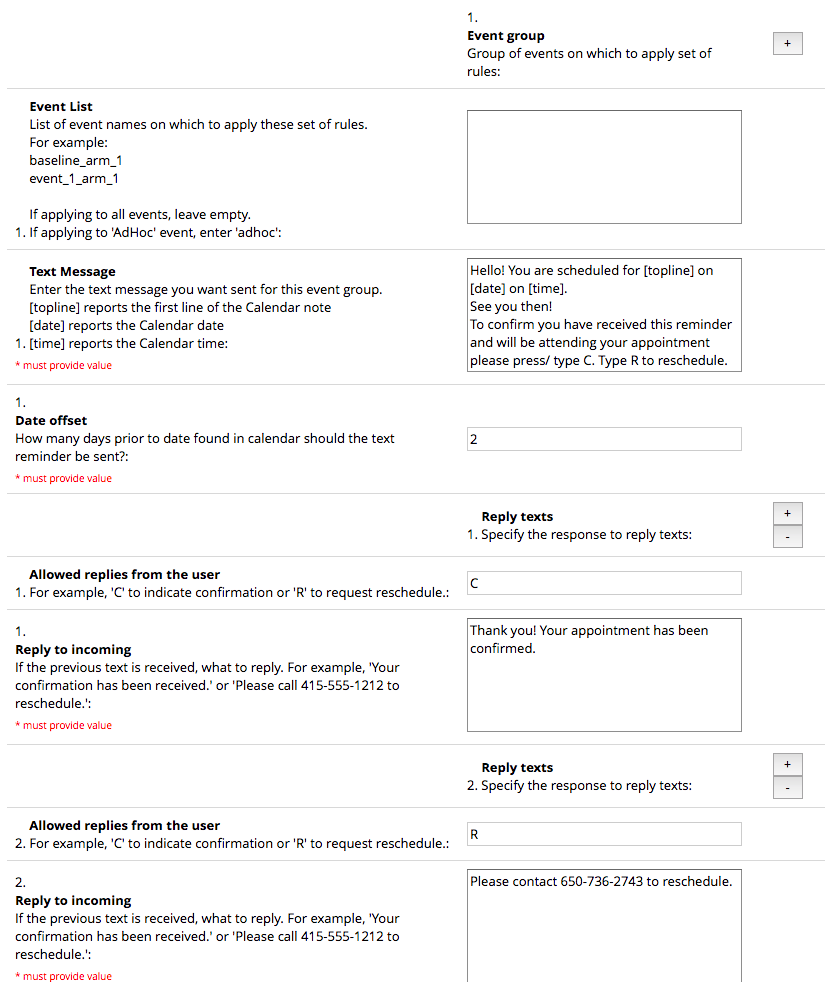 1.
Event group
Group of events on which to apply set of
rules:
+
Event List
List of event names on which to apply these set of rules.
For example:
baseline_arm_1
event_1_arm_1
If applying to all events, leave empty.
1. If applying to 'AdHoc' event, enter 'adhoc':
Text Message
Enter the text message you want sent for this event group.
[topline] reports the first line of the Calendar note
[date] reports the Calendar date
1. [time] reports the Calendar time:
* must provide value
Hello! You are scheduled for [topline] on
[date] on [time].
See you then!
To confirm you have received this reminder
and will be attending your appointment
please press/ type C. Type R to reschedule.
1.
Date offset
How many days prior to date found in calendar should the text
reminder be sent?:
* must provide value
2
Reply texts
1. Specify the response to reply texts:
+
-
Allowed replies from the user
1. For example, 'C' to indicate confirmation or 'R' to request reschedule.:
C
1.
Reply to incoming
If the previous text is received, what to reply. For example, 'Your
confirmation has been received.' or 'Please call 415-555-1212 to
reschedule.':
* must provide value
Thank you! Your appointment has been
confirmed.
Reply texts
2. Specify the response to reply texts:
+
-
Allowed replies from the user
2. For example, 'C' to indicate confirmation or 'R' to request reschedule.:
R
2.
Reply to incoming
If the previous text is received, what to reply. For example, 'Your
confirmation has been received.' or 'Please call 415-555-1212 to
reschedule.':
* must provide value
Please contact 650-736-2743 to reschedule.